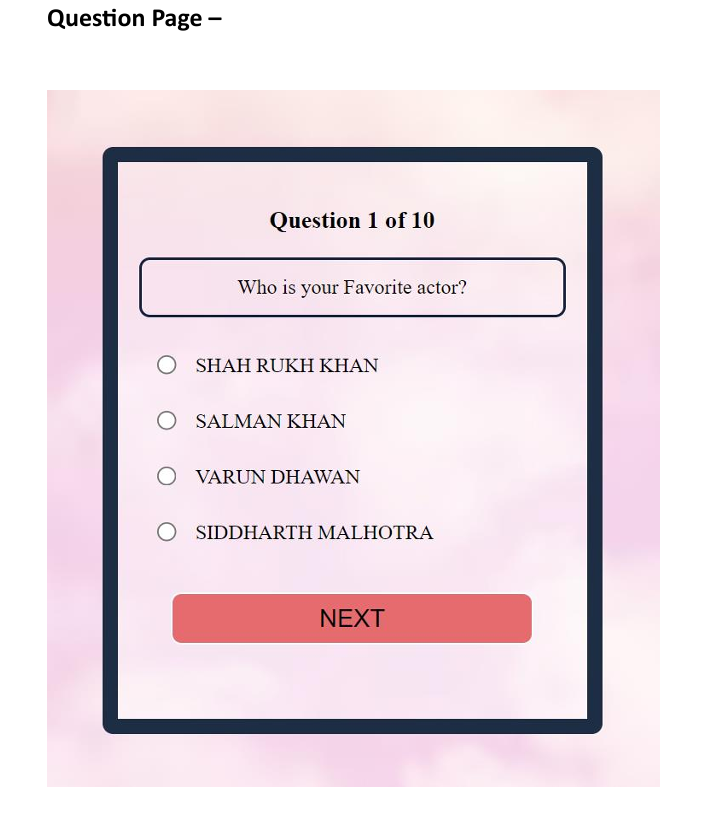 Question Page –
Question 1 of 10
Who is your Favorite actor?
SHAH RUKH KHAN
SALMAN KHAN
VARUN DHAWAN
SIDDHARTH MALHOTRA
NEXT